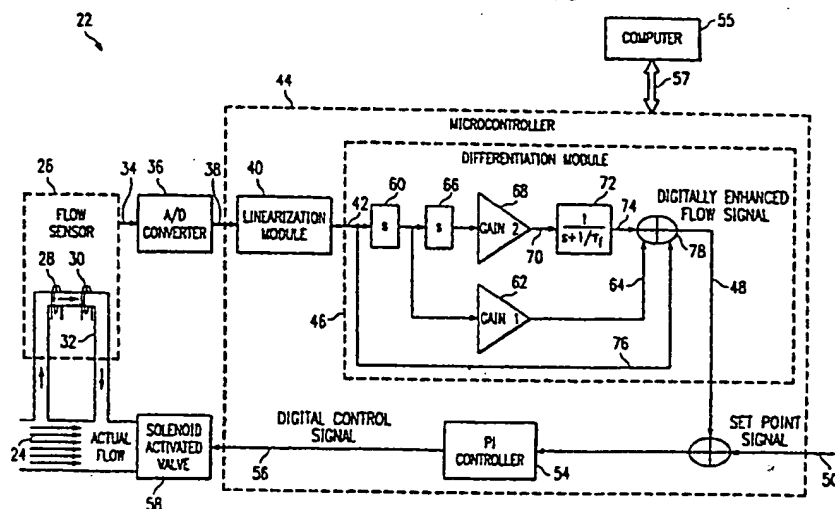 22
COMPUTER
55
57
44
MICROCONTROLLER
26
FLOW
SENSOR
34
36
A/D
CONVERTER
38
40
LINEARIZATION
MODULE
42
DIFFERENTIATION MODULE
60
s
66
s
68
GAIN 2
70
72
1
s+1/τf
74
DIGITALLY ENHANCED
FLOW SIGNAL
78
28
30
32
62
GAIN 1
64
46
76
48
24
ACTUAL
FLOW
SOLENOID
ACTIVATED
VALVE
58
DIGITAL CONTROL
SIGNAL
56
PI
CONTROLLER
54
SET POINT
SIGNAL
50